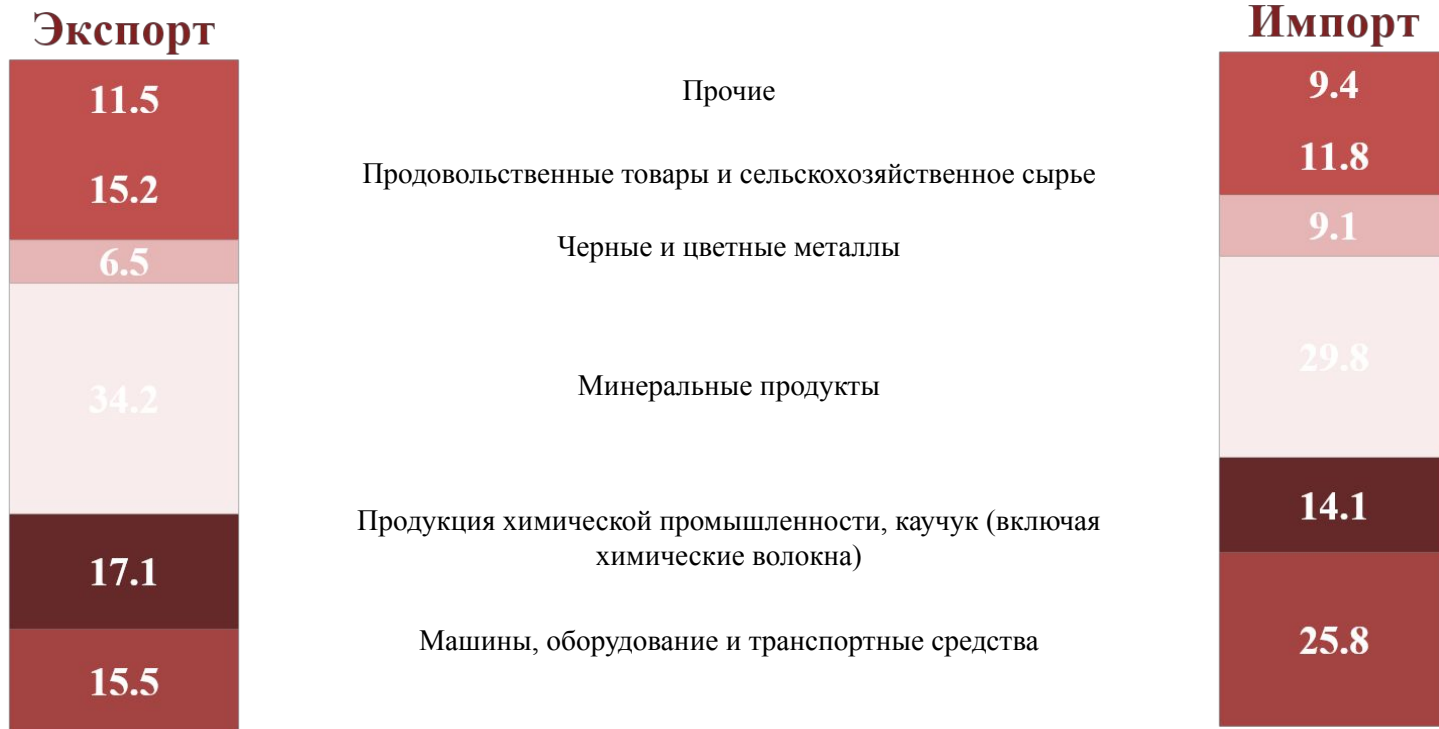 Экспорт
Импорт
11.5
Прочие
9.4
15.2
Продовольственные товары и сельскохозяйственное сырье
11.8
6.5
Черные и цветные металлы
9.1
34.2
Минеральные продукты
29.8
17.1
Продукция химической промышленности, каучук (включая
химические волокна)
14.1
15.5
Машины, оборудование и транспортные средства
25.8